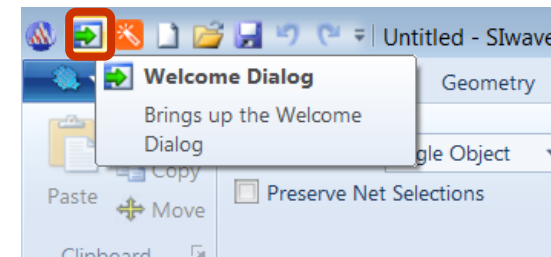 Untitled - SIwave
Welcome Dialog
Geometry
Brings up the Welcome
Dialog
gle Object
Copy
Paste
Preserve Net Selections
Move
Clipboard